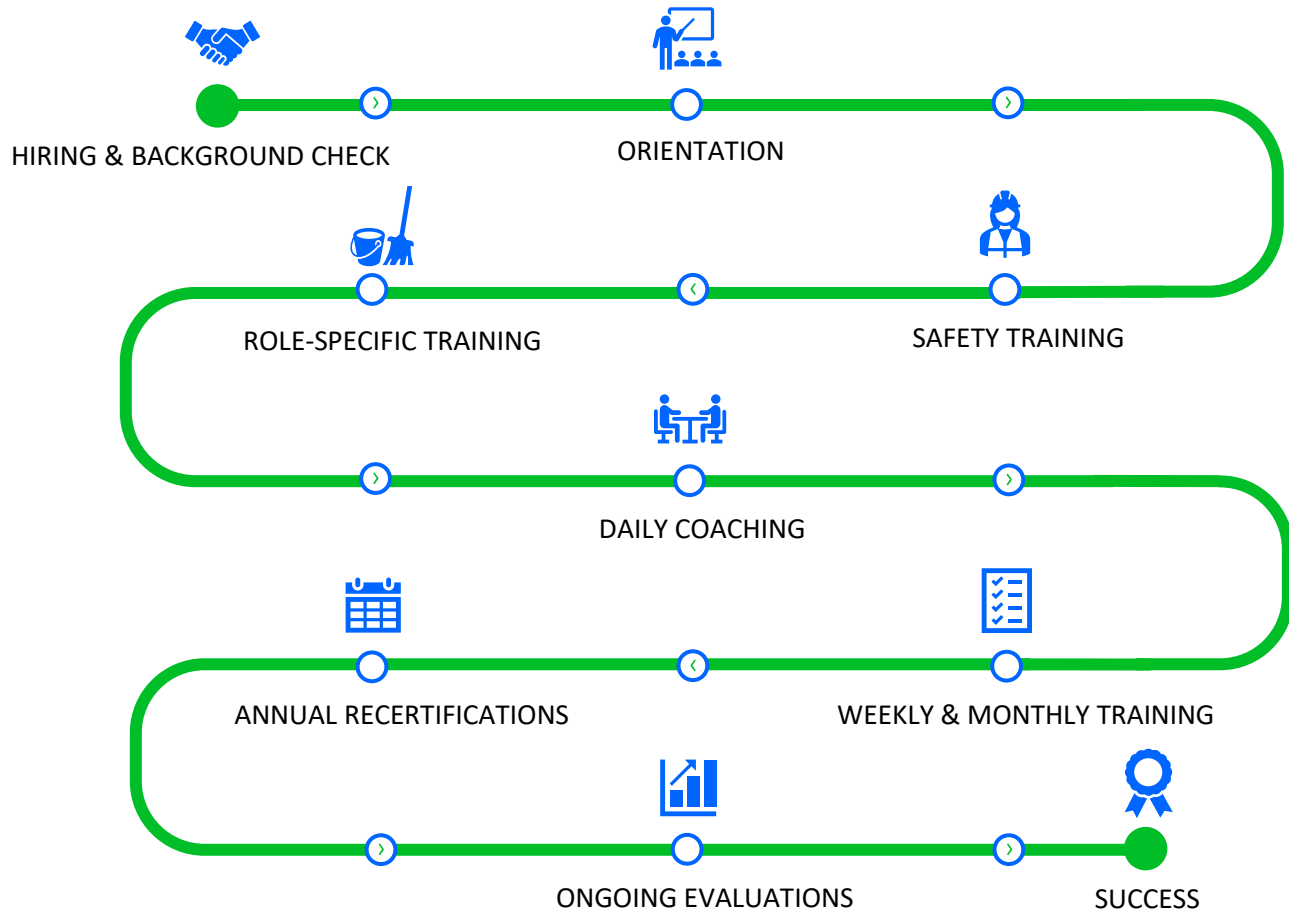 HIRING & BACKGROUND CHECK
ORIENTATION
ROLE-SPECIFIC TRAINING
SAFETY TRAINING
DAILY COACHING
ANNUAL RECERTIFICATIONS
WEEKLY & MONTHLY TRAINING
ONGOING EVALUATIONS
SUCCESS